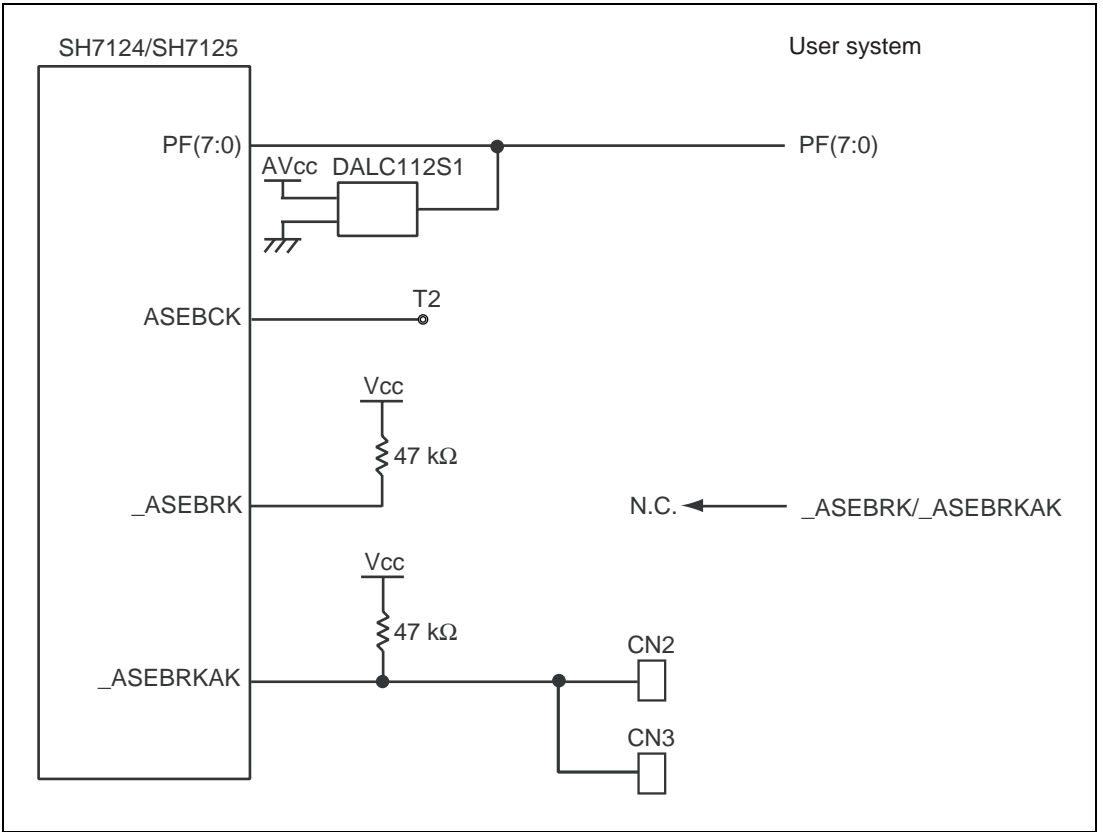 SH7124/SH7125
User system
PF(7:0)
PF(7:0)
AVcc
DALC112S1
ASEBCK
T2
Vcc
47 kΩ
_ASEBRK
N.C.
_ASEBRK/_ASEBRKAK
Vcc
47 kΩ
_ASEBRKAK
CN2
CN3